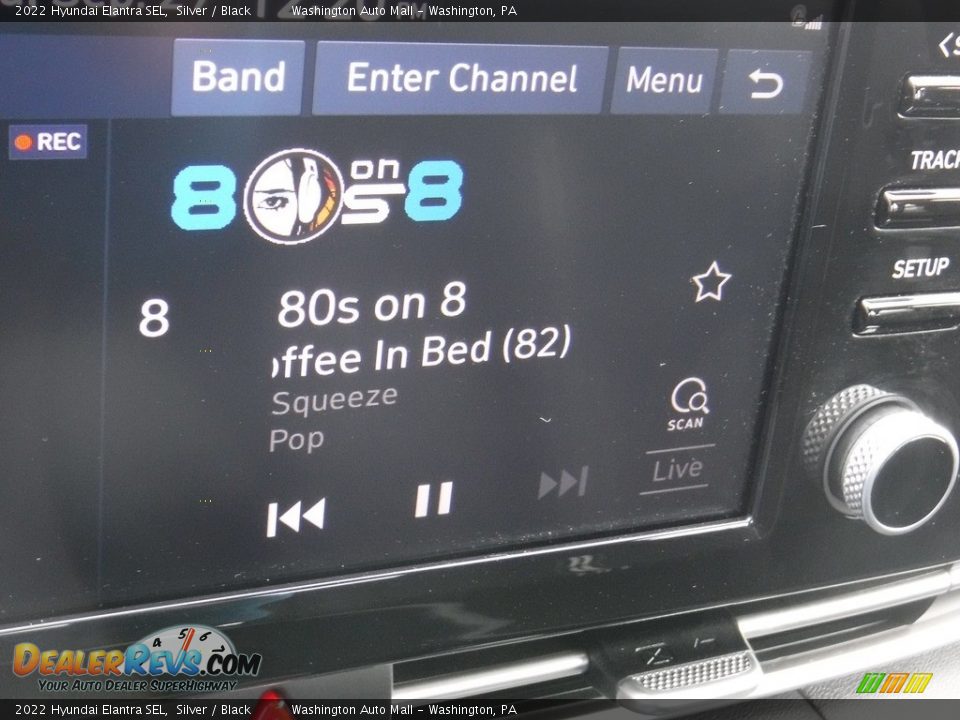 2022 Hyundai Elantra SEL, Silver / Black Washington Auto Mall - Washington, PA
Band Enter Channel Menu
REC
8 on s 8
TRACK
SETUP
8 80s on 8
offee In Bed (82)
Squeeze
Pop
SCAN
Live
DEALERREVS.COM
YOUR AUTO DEALER SUPERHIGHWAY
2022 Hyundai Elantra SEL, Silver / Black Washington Auto Mall - Washington, PA